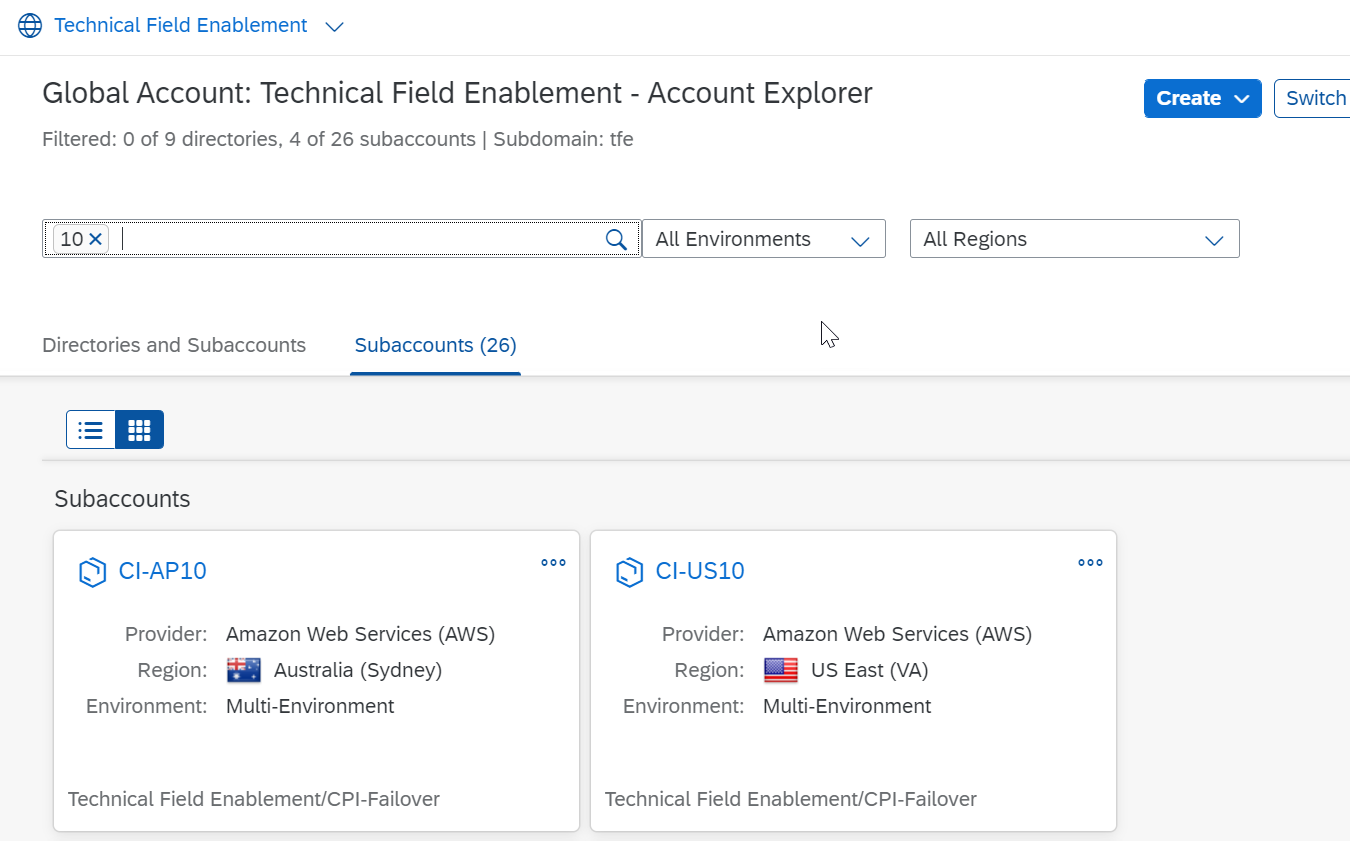 Technical Field Enablement
Global Account: Technical Field Enablement - Account Explorer
Create
Switch
Filtered: 0 of 9 directories, 4 of 26 subaccounts | Subdomain: tfe
10
All Environments
All Regions
Directories and Subaccounts
Subaccounts (26)
Subaccounts
CI-AP10
Provider: Amazon Web Services (AWS)
Region: Australia (Sydney)
Environment: Multi-Environment
Technical Field Enablement/CPI-Failover
CI-US10
Provider: Amazon Web Services (AWS)
Region: US East (VA)
Environment: Multi-Environment
Technical Field Enablement/CPI-Failover